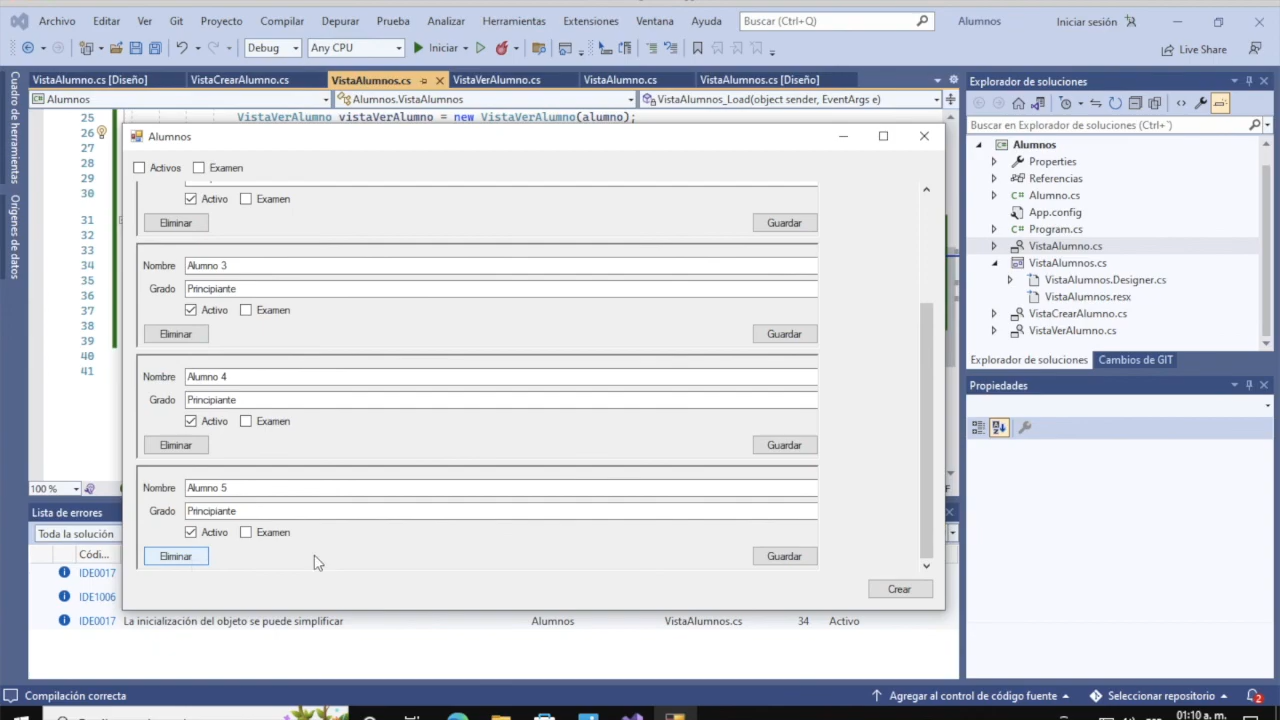 Archivo Editar Ver Git Proyecto Compilar Depurar Prueba Analizar Herramientas Extensiones Ventana Ayuda Buscar (Ctrl+Q) Alumnos Iniciar sesión
Debug Any CPU Iniciar Live Share
VistaAlumno.cs [Diseño] VistaCrearAlumno.cs VistaAlumnos.cs VistaVerAlumno.cs VistaAlumno.cs VistaAlumnos.cs [Diseño]
Alumnos Alumnos.VistaAlumnos VistaAlumnos_Load(object sender, EventArgs e)
Cuadro de herramientas
Orígenes de datos
25 VistaVerAlumno vistaVerAlumno = new VistaVerAlumno(alumno);
26
27
28
29
30
31
32
33
34
35
36
37
38
39
40
41
100 %
Alumnos
Activos Examen
Activo Examen
Eliminar Guardar
Nombre Alumno 3
Grado Principiante
Activo Examen
Eliminar Guardar
Nombre Alumno 4
Grado Principiante
Activo Examen
Eliminar Guardar
Nombre Alumno 5
Grado Principiante
Activo Examen
Eliminar Guardar
Crear
Lista de errores
Toda la solución
Códi...
IDE0017
IDE1006
IDE0017 La inicialización del objeto se puede simplificar Alumnos VistaAlumnos.cs 34 Activo
Explorador de soluciones
Buscar en Explorador de soluciones (Ctrl+`)
Alumnos
Properties
Referencias
C# Alumno.cs
App.config
C# Program.cs
VistaAlumno.cs
VistaAlumnos.cs
VistaAlumnos.Designer.cs
VistaAlumnos.resx
VistaCrearAlumno.cs
VistaVerAlumno.cs
Explorador de soluciones Cambios de GIT
Propiedades
Compilación correcta Agregar al control de código fuente Seleccionar repositorio 2
01:10 a. m.